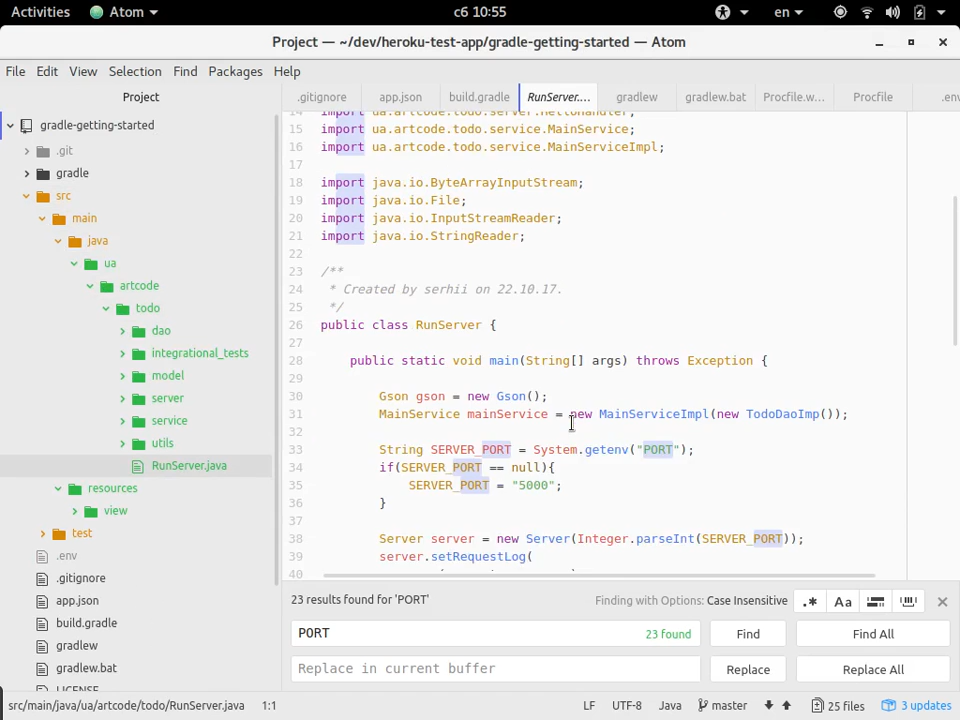 Activities Atom сб 10:55 en
Project — ~/dev/heroku-test-app/gradle-getting-started — Atom
File Edit View Selection Find Packages Help
Project
.gitignore app.json build.gradle RunServer.... gradlew gradlew.bat Procfile.w... Procfile .env
gradle-getting-started
.git
gradle
src
main
java
ua
artcode
todo
dao
integrational_tests
model
server
service
utils
RunServer.java
resources
view
test
.env
.gitignore
app.json
build.gradle
gradlew
gradlew.bat
LICENSE
14 import ua.artcode.todo.server.HelloHandler;
15 import ua.artcode.todo.service.MainService;
16 import ua.artcode.todo.service.MainServiceImpl;
17
18 import java.io.ByteArrayInputStream;
19 import java.io.File;
20 import java.io.InputStreamReader;
21 import java.io.StringReader;
22
23 /**
24 * Created by serhii on 22.10.17.
25 */
26 public class RunServer {
27
28 public static void main(String[] args) throws Exception {
29
30 Gson gson = new Gson();
31 MainService mainService = new MainServiceImpl(new TodoDaoImp());
32
33 String SERVER_PORT = System.getenv("PORT");
34 if(SERVER_PORT == null){
35 SERVER_PORT = "5000";
36 }
37
38 Server server = new Server(Integer.parseInt(SERVER_PORT));
39 server.setRequestLog(
40
23 results found for 'PORT' Finding with Options: Case Insensitive .* Aa
PORT 23 found Find Find All
Replace in current buffer Replace Replace All
src/main/java/ua/artcode/todo/RunServer.java 1:1 LF UTF-8 Java master 25 files 3 updates